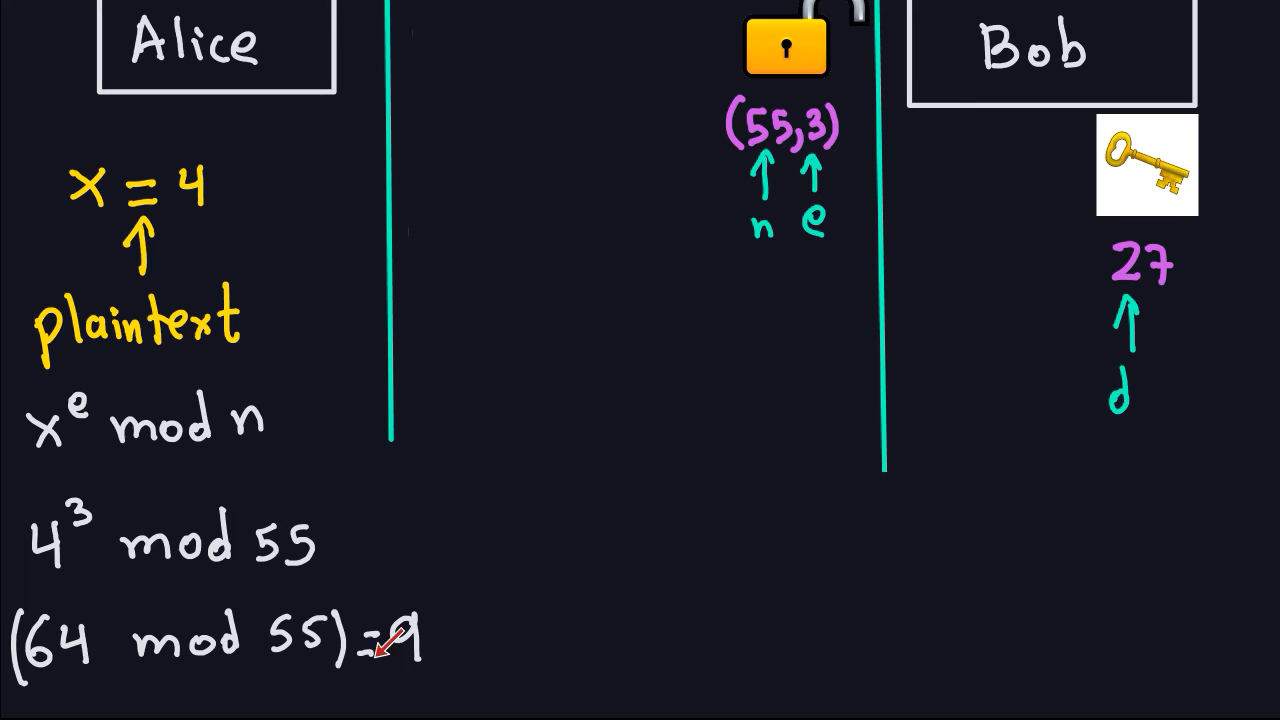 Alice
Bob
(55,3)
n e
27
d
x = 4
plaintext
x^e mod n
4^3 mod 55
(64 mod 55)=9